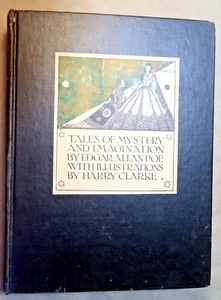 TALES OF MYSTERY
AND IMAGINATION
BY EDGAR ALLAN POE
WITH ILLUSTRATIONS
BY HARRY CLARKE.